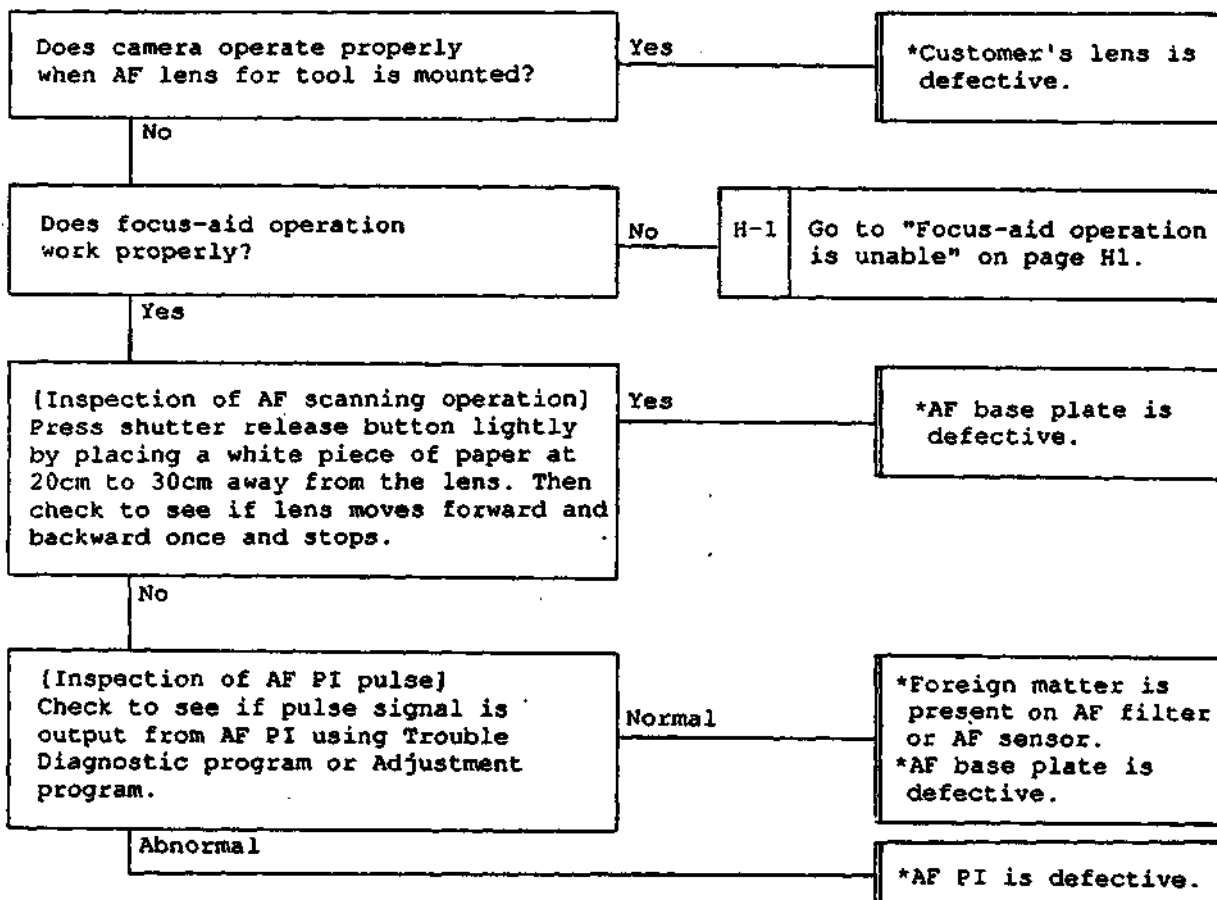 Does camera operate properly
when AF lens for tool is mounted?
Yes
*Customer's lens is
defective.
No
Does focus-aid operation
work properly?
No
H-1
Go to "Focus-aid operation
is unable" on page H1.
Yes
[Inspection of AF scanning operation]
Press shutter release button lightly
by placing a white piece of paper at
20cm to 30cm away from the lens. Then
check to see if lens moves forward and
backward once and stops.
Yes
*AF base plate is
defective.
No
[Inspection of AF PI pulse]
Check to see if pulse signal is
output from AF PI using Trouble
Diagnostic program or Adjustment
program.
Normal
*Foreign matter is
present on AF filter
or AF sensor.
*AF base plate is
defective.
Abnormal
*AF PI is defective.